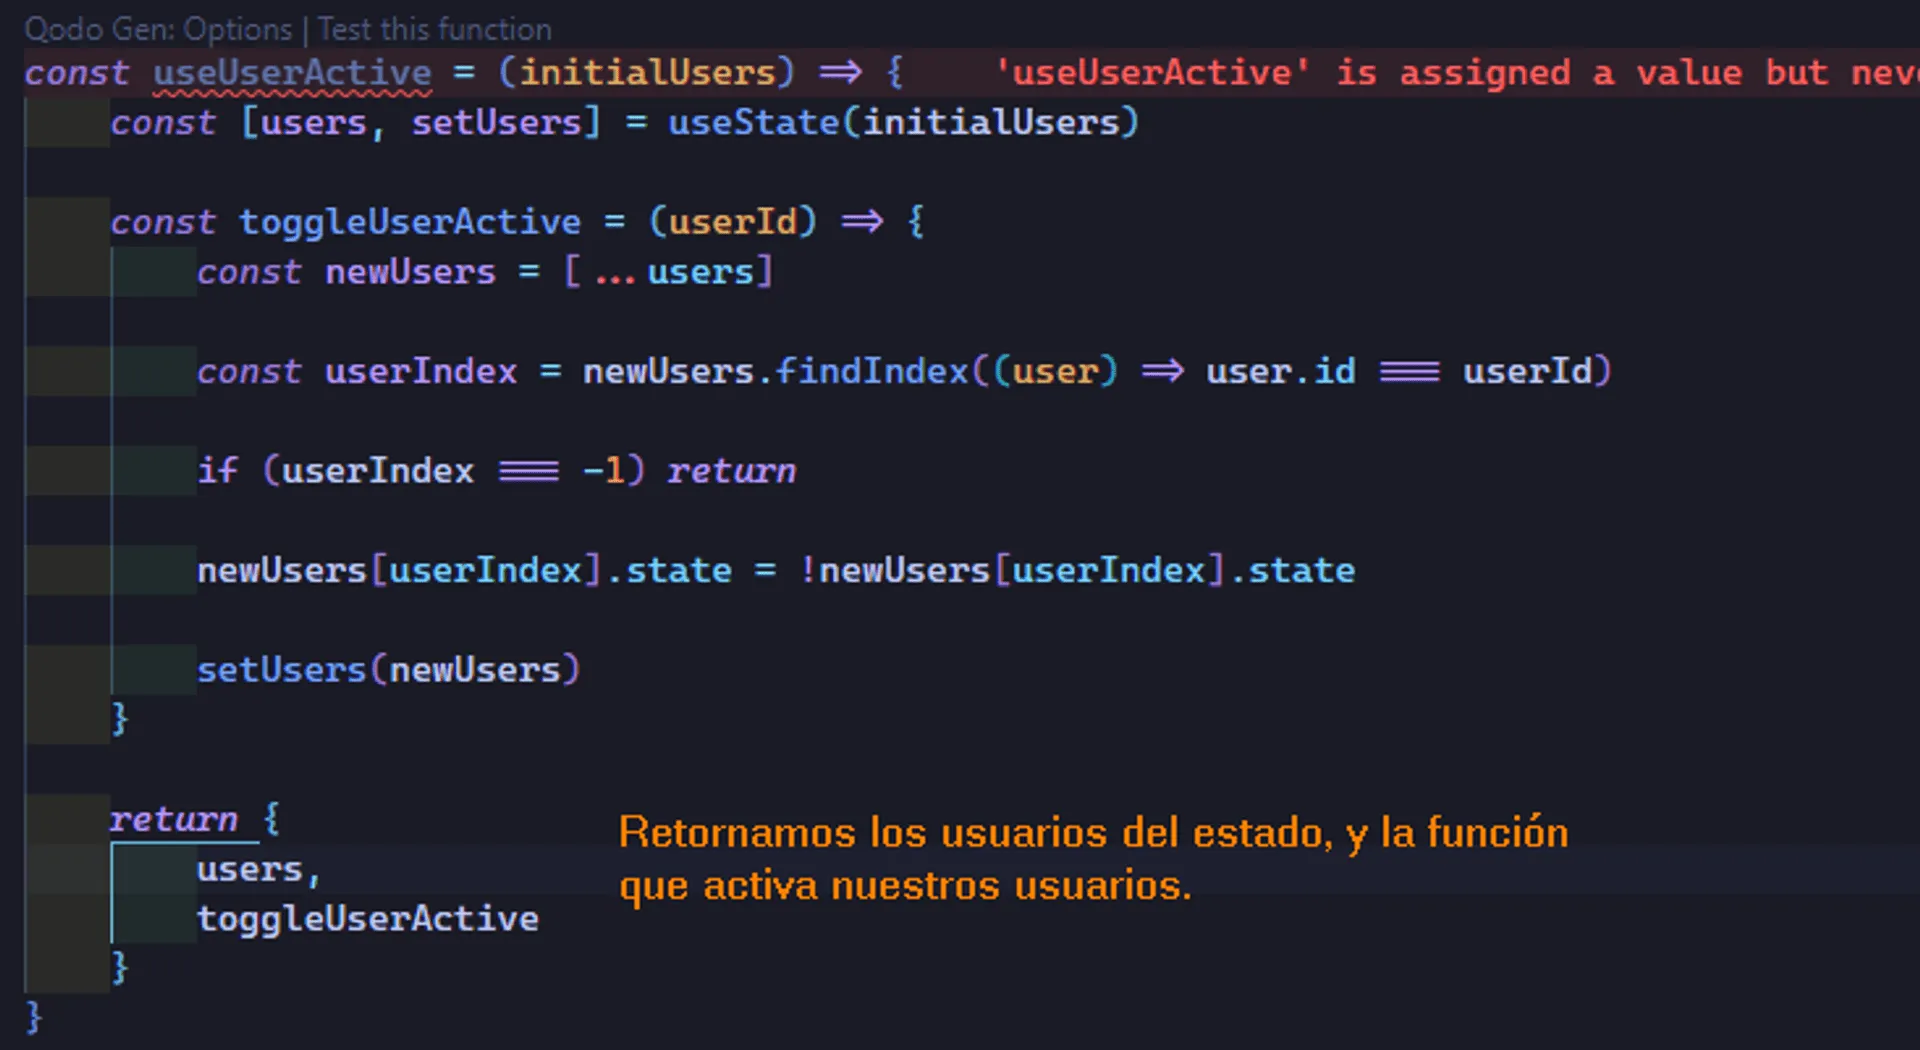 Qodo Gen: Options | Test this function
const useUserActive = (initialUsers) => {    'useUserActive' is assigned a value but nev
const [users, setUsers] = useState(initialUsers)
const toggleUserActive = (userId) => {
const newUsers = [...users]
const userIndex = newUsers.findIndex((user) => user.id === userId)
if (userIndex === -1) return
newUsers[userIndex].state = !newUsers[userIndex].state
setUsers(newUsers)
}
return {
users,
toggleUserActive
}
}
Retornamos los usuarios del estado, y la función
que activa nuestros usuarios.